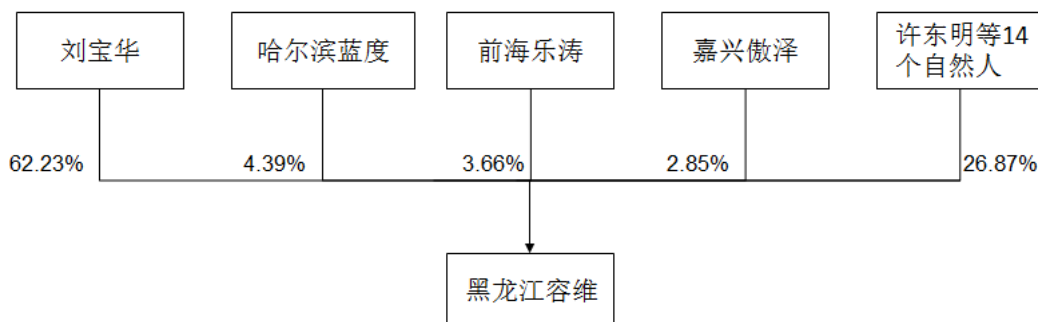 刘宝华
哈尔滨蓝度
前海乐涛
嘉兴傲泽
许东明等14
个自然人
62.23%
4.39%
3.66%
2.85%
26.87%
黑龙江容维